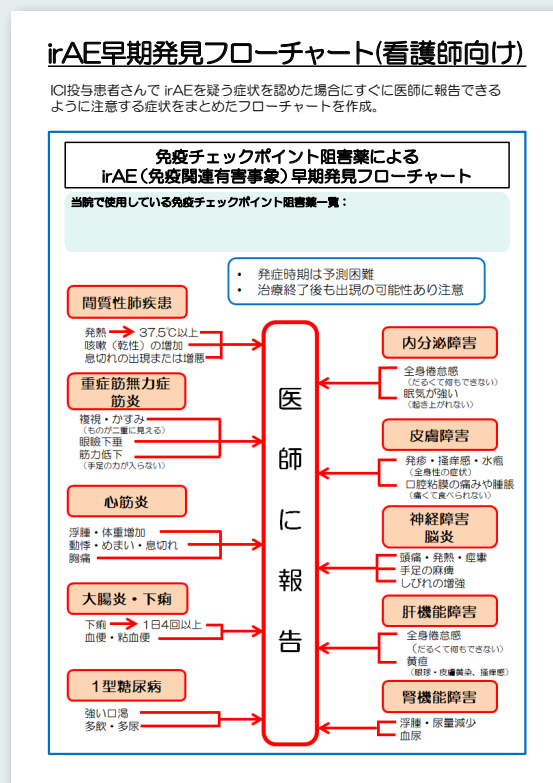 irAE早期発見フローチャート(看護師向け)
ICI投与患者さんで irAEを疑う症状を認めた場合にすぐに医師に報告できる
ように注意する症状をまとめたフローチャートを作成。
免疫チェックポイント阻害薬による
irAE(免疫関連有害事象)早期発見フローチャート
当院で使用している免疫チェックポイント阻害薬一覧:
• 発症時期は予測困難
• 治療終了後も出現の可能性あり注意
間質性肺疾患
発熱 → 37.5℃以上
咳嗽(乾性)の増加
息切れの出現または増悪
重症筋無力症
筋炎
複視・かすみ
(ものが二重に見える)
眼瞼下垂
筋力低下
(手足の力が入らない)
心筋炎
浮腫・体重増加
動悸・めまい・息切れ
胸痛
大腸炎・下痢
下痢 → 1日4回以上
血便・粘血便
1型糖尿病
強い口渇
多飲・多尿
医師に報告
内分泌障害
全身倦怠感
(だるくて何もできない)
眠気が強い
(起き上がれない)
皮膚障害
発疹・掻痒感・水疱
(全身性の症状)
口腔粘膜の痛みや腫脹
(痛くて食べられない)
神経障害
脳炎
頭痛・発熱・痙攣
手足の麻痺
しびれの増強
肝機能障害
全身倦怠感
(だるくて何もできない)
黄疸
(眼球・皮膚黄染、掻痒感)
腎機能障害
浮腫・尿量減少
血尿